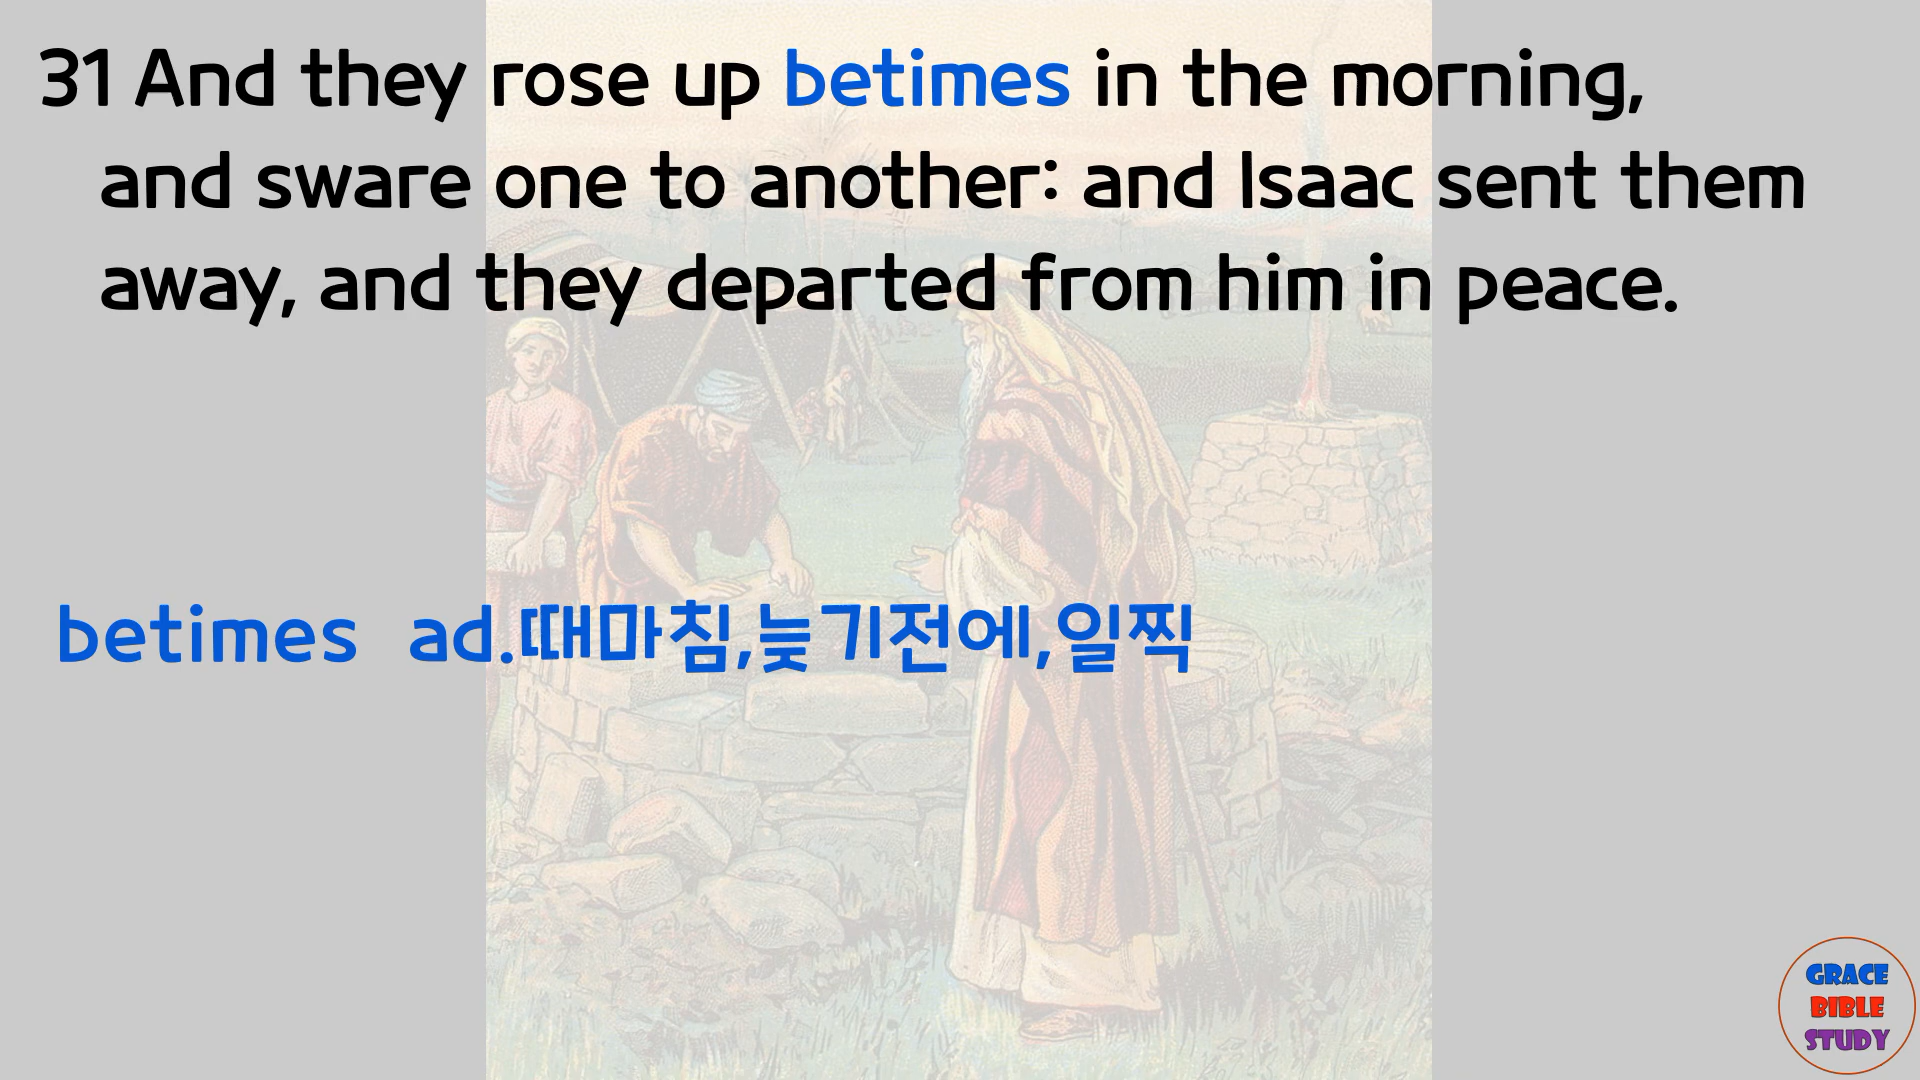 31 And they rose up betimes in the morning,
and sware one to another: and Isaac sent them
away, and they departed from him in peace.
betimes ad.때마침,늦기전에,일찍
GRACE
BIBLE
STUDY